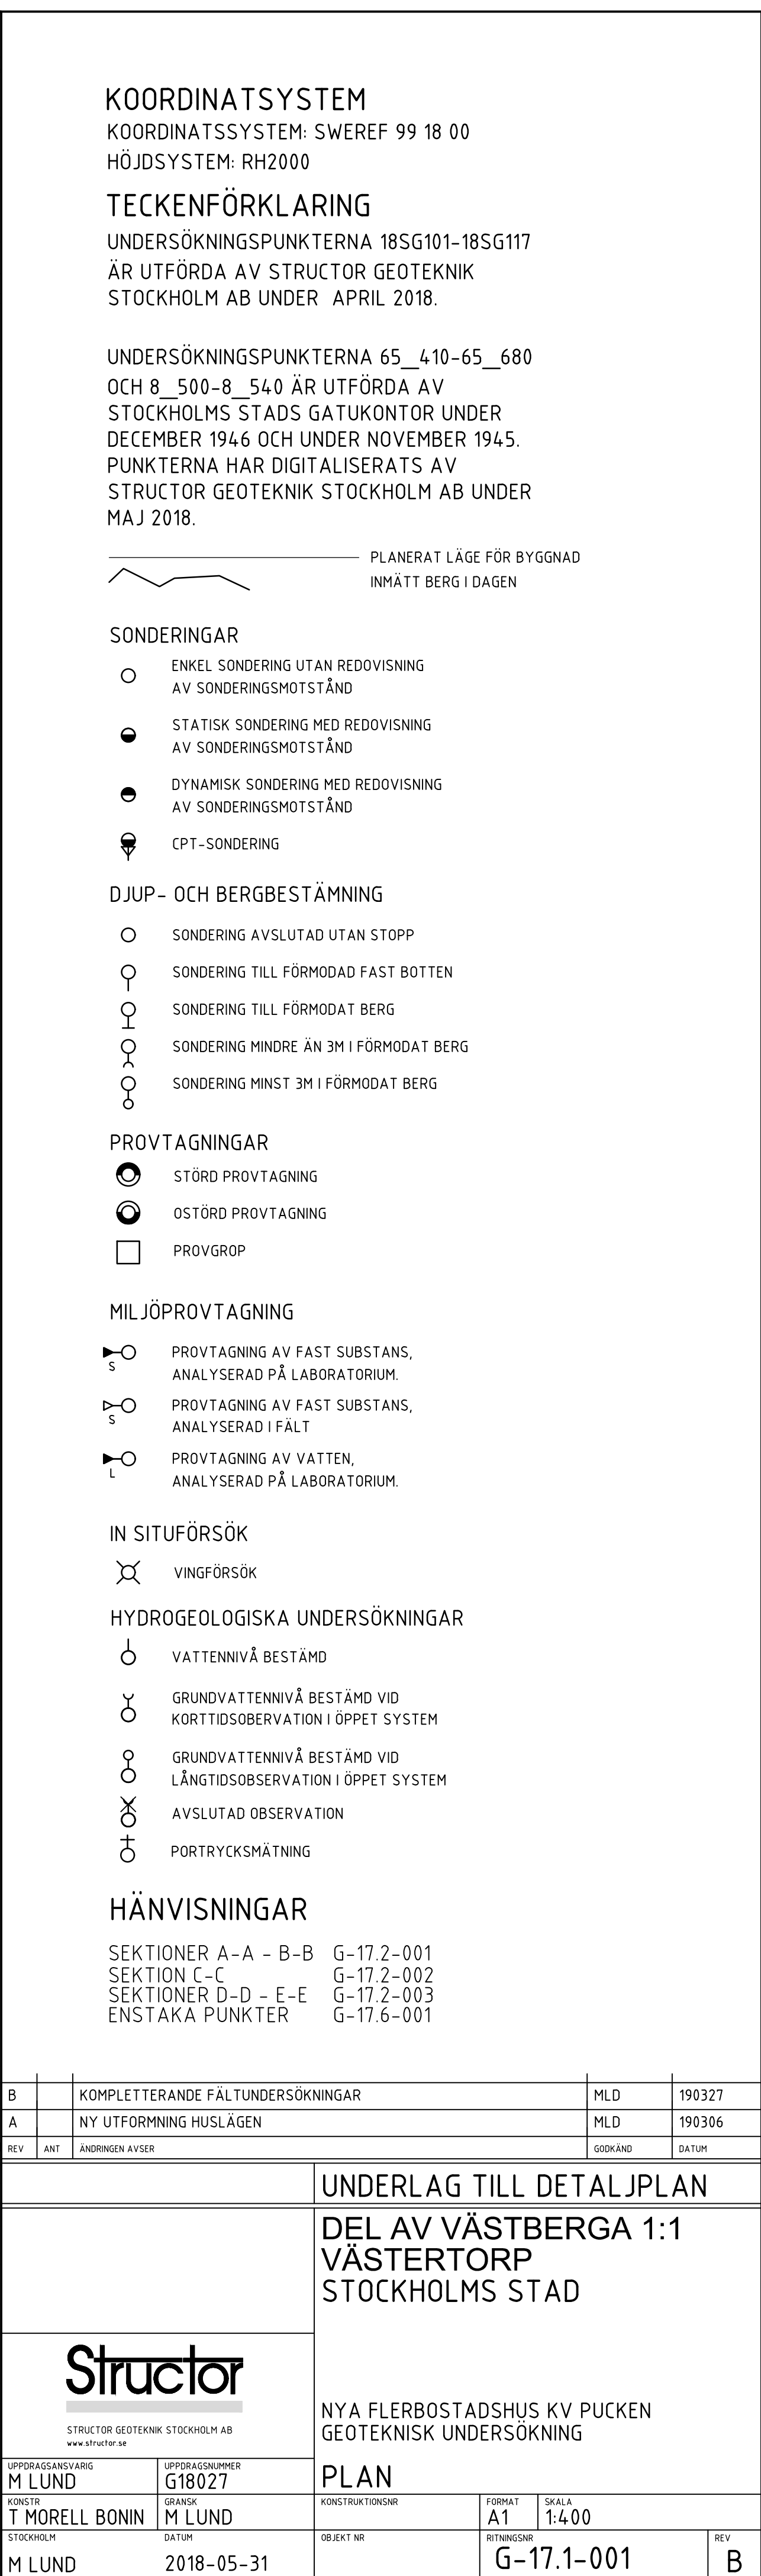 KOORDINATSYSTEM
KOORDINATSSYSTEM: SWEREF 99 18 00
HÖJDSYSTEM: RH2000
TECKENFÖRKLARING
UNDERSÖKNINGSPUNKTERNA 18SG101-18SG117
ÄR UTFÖRDA AV STRUCTOR GEOTEKNIK
STOCKHOLM AB UNDER APRIL 2018.
UNDERSÖKNINGSPUNKTERNA 65__410-65__680
OCH 8__500-8__540 ÄR UTFÖRDA AV
STOCKHOLMS STADS GATUKONTOR UNDER
DECEMBER 1946 OCH UNDER NOVEMBER 1945.
PUNKTERNA HAR DIGITALISERATS AV
STRUCTOR GEOTEKNIK STOCKHOLM AB UNDER
MAJ 2018.
PLANERAT LÄGE FÖR BYGGNAD
INMÄTT BERG I DAGEN
SONDERINGAR
ENKEL SONDERING UTAN REDOVISNING
AV SONDERINGSMOTSTÅND
STATISK SONDERING MED REDOVISNING
AV SONDERINGSMOTSTÅND
DYNAMISK SONDERING MED REDOVISNING
AV SONDERINGSMOTSTÅND
CPT-SONDERING
DJUP- OCH BERGBESTÄMNING
SONDERING AVSLUTAD UTAN STOPP
SONDERING TILL FÖRMODAD FAST BOTTEN
SONDERING TILL FÖRMODAT BERG
SONDERING MINDRE ÄN 3M I FÖRMODAT BERG
SONDERING MINST 3M I FÖRMODAT BERG
PROVTAGNINGAR
STÖRD PROVTAGNING
OSTÖRD PROVTAGNING
PROVGROP
MILJÖPROVTAGNING
PROVTAGNING AV FAST SUBSTANS,
S
ANALYSERAD PÅ LABORATORIUM.
PROVTAGNING AV FAST SUBSTANS,
S
ANALYSERAD I FÄLT
PROVTAGNING AV VATTEN,
L
ANALYSERAD PÅ LABORATORIUM.
IN SITUFÖRSÖK
VINGFÖRSÖK
HYDROGEOLOGISKA UNDERSÖKNINGAR
VATTENNIVÅ BESTÄMD
GRUNDVATTENNIVÅ BESTÄMD VID
KORTTIDSOBERVATION I ÖPPET SYSTEM
GRUNDVATTENNIVÅ BESTÄMD VID
LÅNGTIDSOBSERVATION I ÖPPET SYSTEM
AVSLUTAD OBSERVATION
PORTRYCKSMÄTNING
HÄNVISNINGAR
SEKTIONER A-A - B-B G-17.2-001
SEKTION C-C G-17.2-002
SEKTIONER D-D - E-E G-17.2-003
ENSTAKA PUNKTER G-17.6-001
B KOMPLETTERANDE FÄLTUNDERSÖKNINGAR MLD 190327
A NY UTFORMNING HUSLÄGEN MLD 190306
REV ANT ÄNDRINGEN AVSER GODKÄND DATUM
UNDERLAG TILL DETALJPLAN
DEL AV VÄSTBERGA 1:1
VÄSTERTORP
STOCKHOLMS STAD
Structor
STRUCTOR GEOTEKNIK STOCKHOLM AB
www.structor.se
NYA FLERBOSTADSHUS KV PUCKEN
GEOTEKNISK UNDERSÖKNING
PLAN
UPPDRAGSANSVARIG UPPDRAGSNUMMER
M LUND G18027
KONSTR GRANSK KONSTRUKTIONSNR FORMAT SKALA
T MORELL BONIN M LUND A1 1:400
STOCKHOLM DATUM OBJEKT NR RITNINGSNR REV
M LUND 2018-05-31 G-17.1-001 B